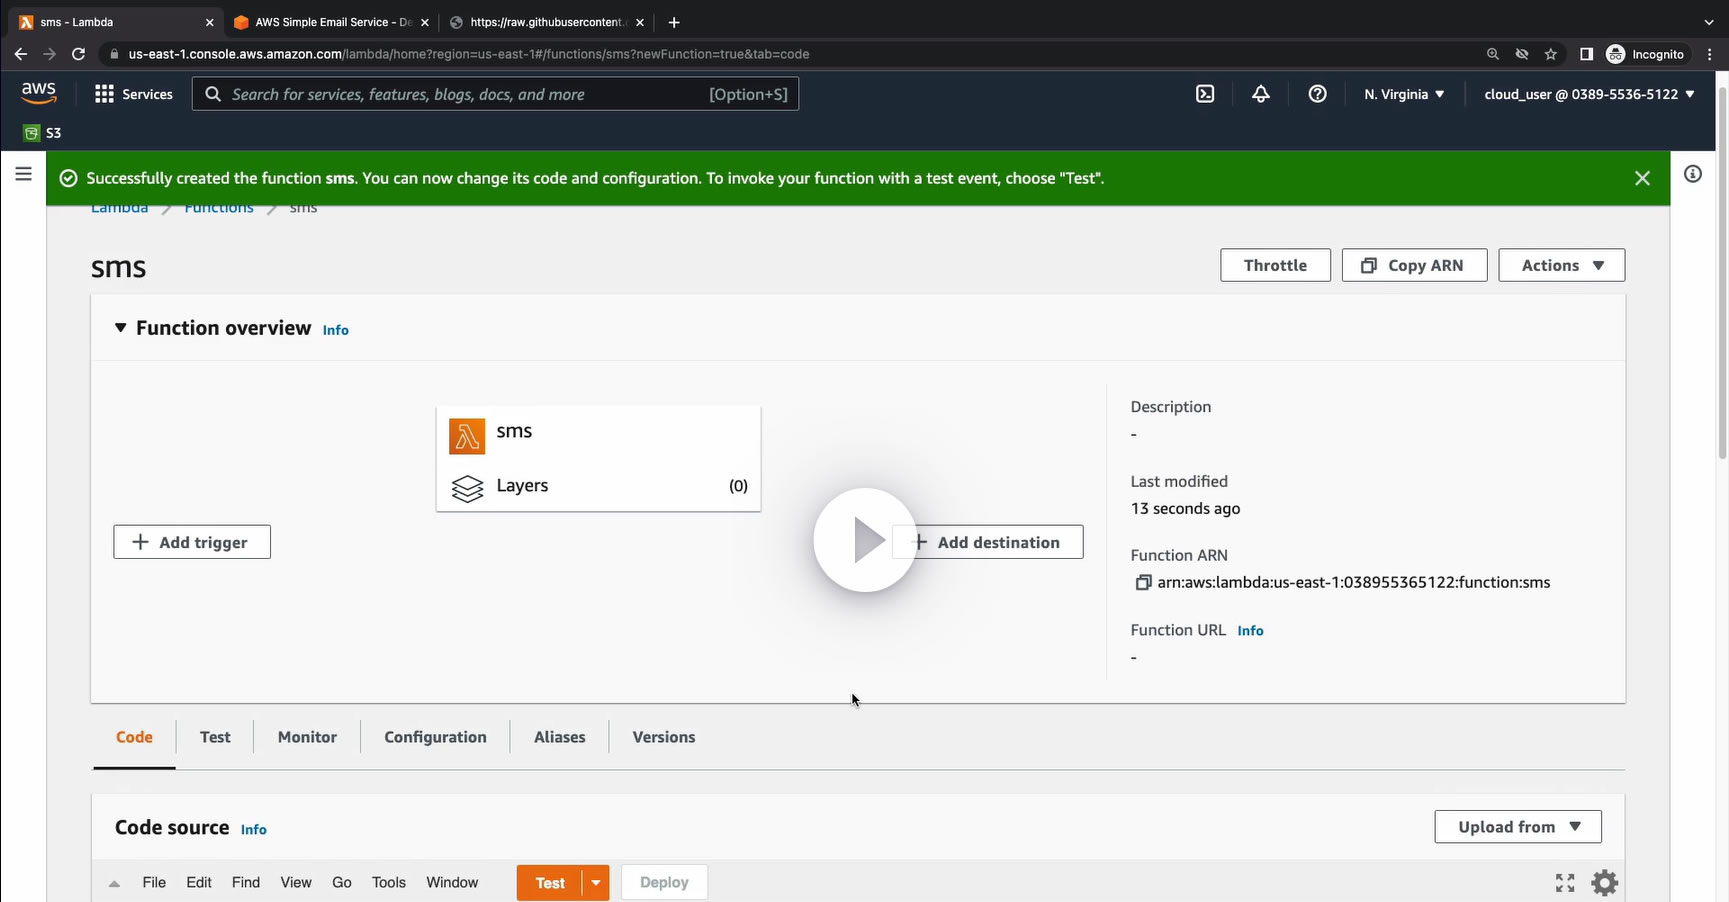 sms - Lambda
AWS Simple Email Service - De
https://raw.githubusercontent.
us-east-1.console.aws.amazon.com/lambda/home?region=us-east-1#/functions/sms?newFunction=true&tab=code
Incognito
aws
Services
Search for services, features, blogs, docs, and more
[Option+S]
N. Virginia
cloud_user @ 0389-5536-5122
S3
Successfully created the function sms. You can now change its code and configuration. To invoke your function with a test event, choose "Test".
Lambda
Functions
sms
sms
Throttle
Copy ARN
Actions
Function overview Info
sms
Layers (0)
Add trigger
+ Add destination
Description
-
Last modified
13 seconds ago
Function ARN
arn:aws:lambda:us-east-1:038955365122:function:sms
Function URL Info
-
Code
Test
Monitor
Configuration
Aliases
Versions
Code source Info
Upload from
File
Edit
Find
View
Go
Tools
Window
Test
Deploy